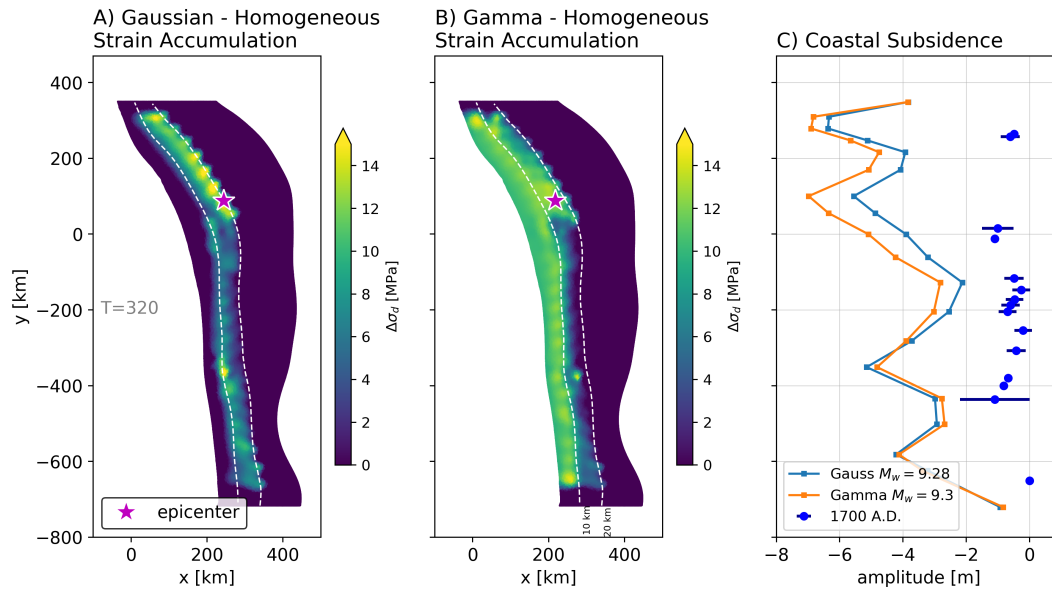 A) Gaussian - Homogeneous
Strain Accumulation
B) Gamma - Homogeneous
Strain Accumulation
C) Coastal Subsidence
400
200
0
−200
−400
−600
−800
y [km]
T=320
epicenter
0
200
400
x [km]
14
12
10
8
6
4
2
0
Δσd [MPa]
10 km
20 km
0
200
400
x [km]
14
12
10
8
6
4
2
0
Δσd [MPa]
Gauss Mw = 9.28
Gamma Mw = 9.3
1700 A.D.
−8
−6
−4
−2
0
amplitude [m]